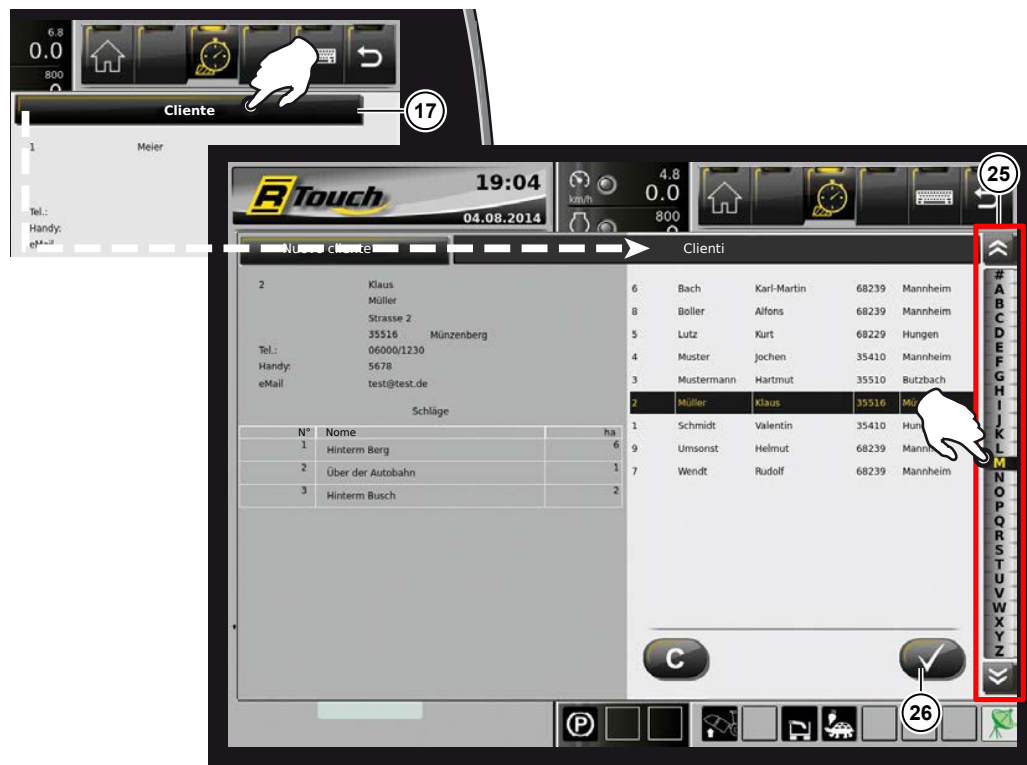 6.8
0.0
800
Cliente
17
1 Meier
Tel.:
Handy:
eMail
R Touch
19:04
04.08.2014
km/h
4.8
0.0
800
25
Nuovo cliente
Clienti
2 Klaus
Müller
Strasse 2
35516 Münzenberg
Tel.: 06000/1230
Handy: 5678
eMail test@test.de
Schläge
N° Nome ha
1 Hinterm Berg 6
2 Über der Autobahn 1
3 Hinterm Busch 2
6 Bach Karl-Martin 68239 Mannheim
8 Boller Alfons 68239 Mannheim
5 Lutz Kurt 68229 Hungen
4 Muster Jochen 35410 Mannheim
3 Mustermann Hartmut 35510 Butzbach
2 Müller Klaus 35516
1 Schmidt Valentin 35410
9 Umsonst Helmut 68239
7 Wendt Rudolf 68239 Mannheim
#
A
B
C
D
E
F
G
H
I
J
K
L
M
N
O
P
Q
R
S
T
U
V
W
X
Y
Z
C
26
P